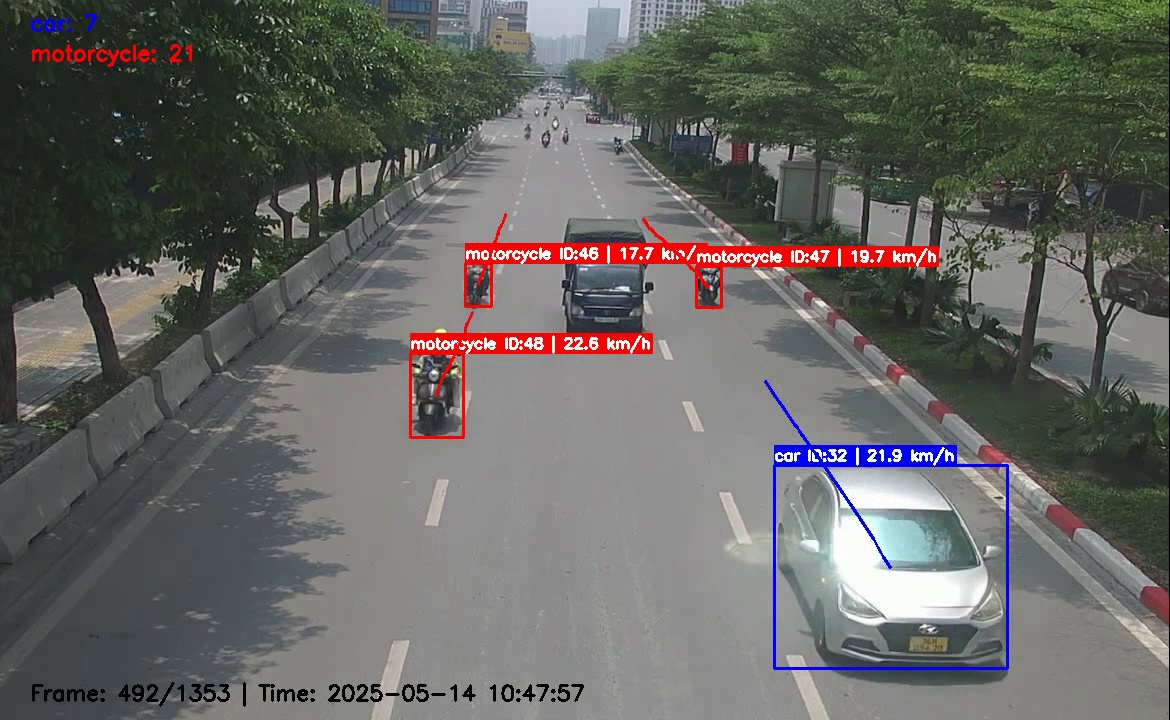 car: 7
motorcycle: 21
motorcycle ID:46 | 17.7 km/
motorcycle ID:47 | 19.7 km/h
motorcycle ID:48 | 22.6 km/h
car ID:32 | 21.9 km/h
Frame: 492/1353 | Time: 2025-05-14 10:47:57